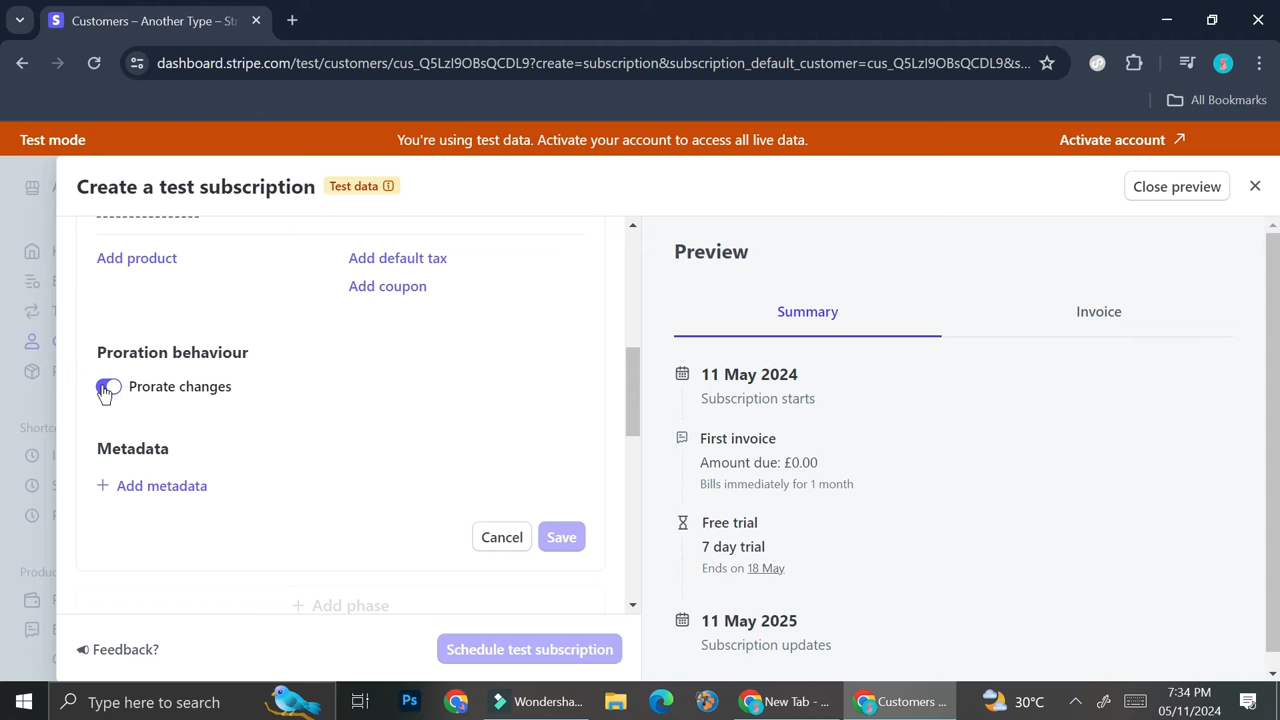 Customers – Another Type – St
dashboard.stripe.com/test/customers/cus_Q5LzI9OBsQCDL9?create=subscription&subscription_default_customer=cus_Q5LzI9OBsQCDL9&s...
All Bookmarks
Test mode
You're using test data. Activate your account to access all live data.
Activate account
Create a test subscription
Test data
Close preview
Add product
Add default tax
Add coupon
Proration behaviour
Prorate changes
Metadata
+ Add metadata
Cancel
Save
+ Add phase
Feedback?
Schedule test subscription
Preview
Summary
Invoice
11 May 2024
Subscription starts
First invoice
Amount due: £0.00
Bills immediately for 1 month
Free trial
7 day trial
Ends on 18 May
11 May 2025
Subscription updates
Shortc
Produc
Type here to search
Ps
Wondersha...
New Tab - ...
Customers ...
30°C
7:34 PM
05/11/2024